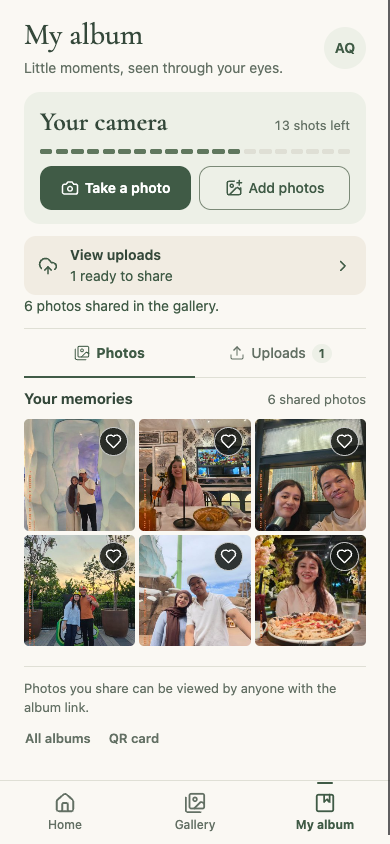 My album
AQ
Little moments, seen through your eyes.
Your camera
13 shots left
Take a photo
Add photos
View uploads
1 ready to share
6 photos shared in the gallery.
Photos
Uploads 1
Your memories
6 shared photos
Photos you share can be viewed by anyone with the
album link.
All albums
QR card
Home
Gallery
My album